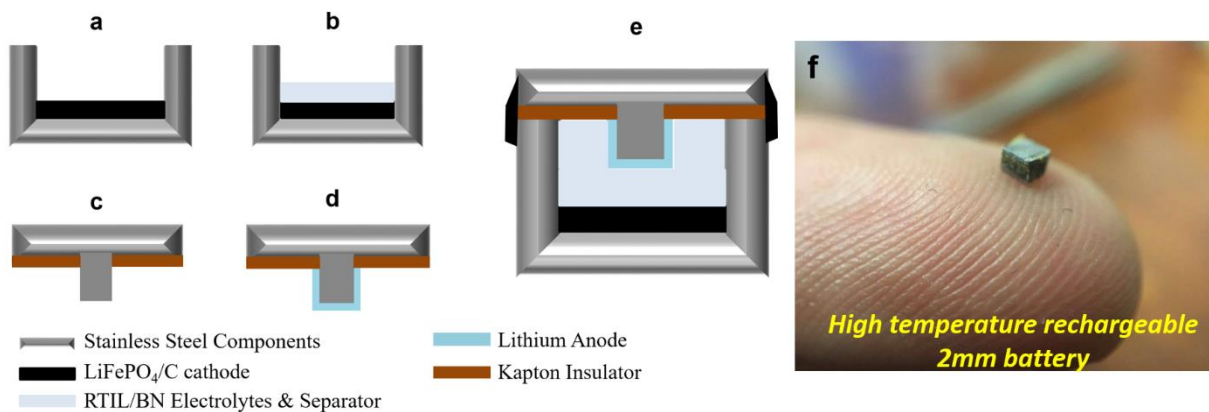 a
b
e
f
c
d
Stainless Steel Components
LiFePO₄/C cathode
RTIL/BN Electrolytes & Separator
Lithium Anode
Kapton Insulator
High temperature rechargeable
2mm battery